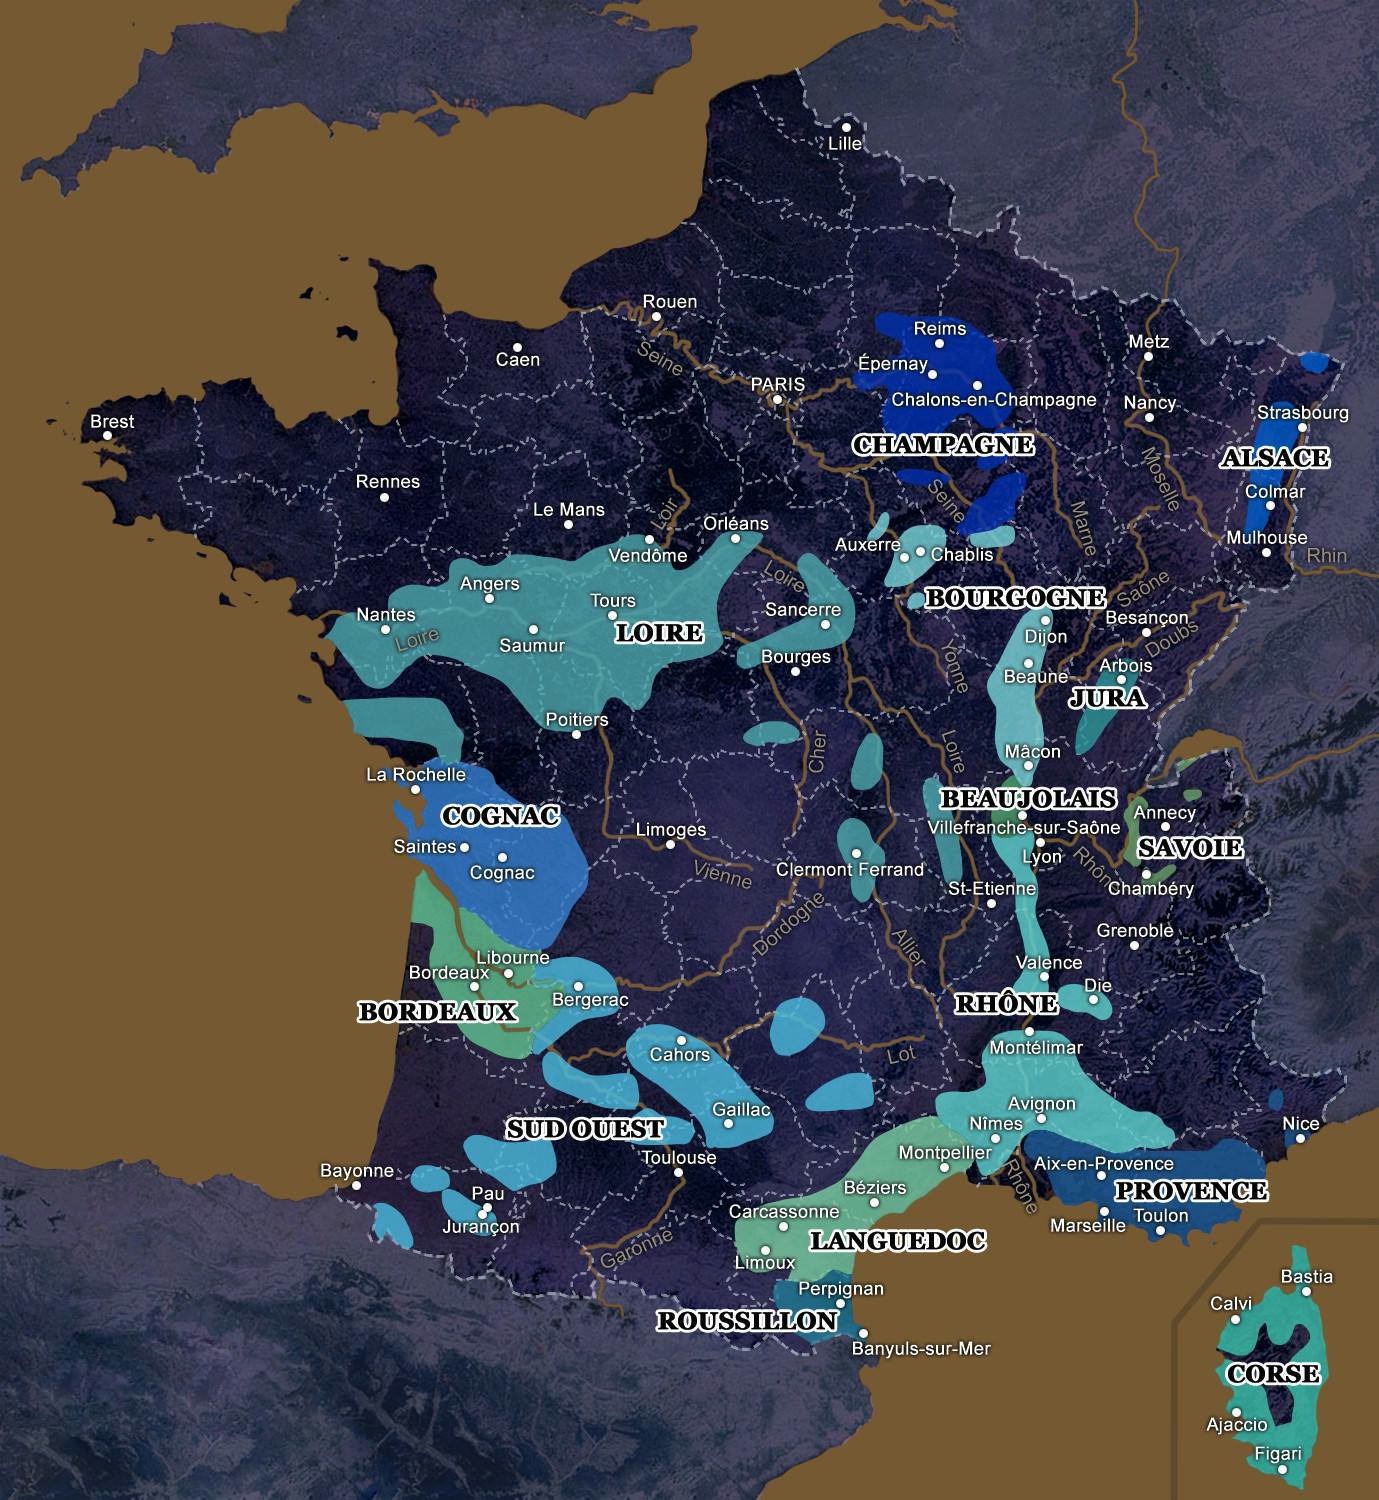 Lille
Rouen
Seine
Caen
PARIS
Reims
Épernay
Chalons-en-Champagne
CHAMPAGNE
Metz
Nancy
Moselle
Strasbourg
ALSACE
Colmar
Mulhouse
Rhin
Brest
Rennes
Le Mans
Loir
Vendôme
Orléans
Seine
Marne
Auxerre
Chablis
BOURGOGNE
Angers
Tours
Nantes
Loire
Saumur
LOIRE
Loire
Sancerre
Bourges
Saône
Besançon
Doubs
Dijon
Yonne
Beaune
Arbois
JURA
Poitiers
Cher
Loire
Mâcon
La Rochelle
COGNAC
Saintes
Cognac
Limoges
Vienne
BEAUJOLAIS
Villefranche-sur-Saône
Lyon
Rhône
Annecy
SAVOIE
Chambéry
Clermont Ferrand
St-Etienne
Grenoble
Dordogne
Allier
Libourne
Bordeaux
BORDEAUX
Bergerac
Valence
Die
RHÔNE
Montélimar
Cahors
Lot
Gaillac
SUD OUEST
Toulouse
Avignon
Nîmes
Montpellier
Rhône
Nice
Aix-en-Provence
PROVENCE
Marseille
Toulon
Bayonne
Pau
Jurançon
Garonne
Béziers
Carcassonne
LANGUEDOC
Limoux
Perpignan
ROUSSILLON
Banyuls-sur-Mer
Bastia
Calvi
CORSE
Ajaccio
Figari